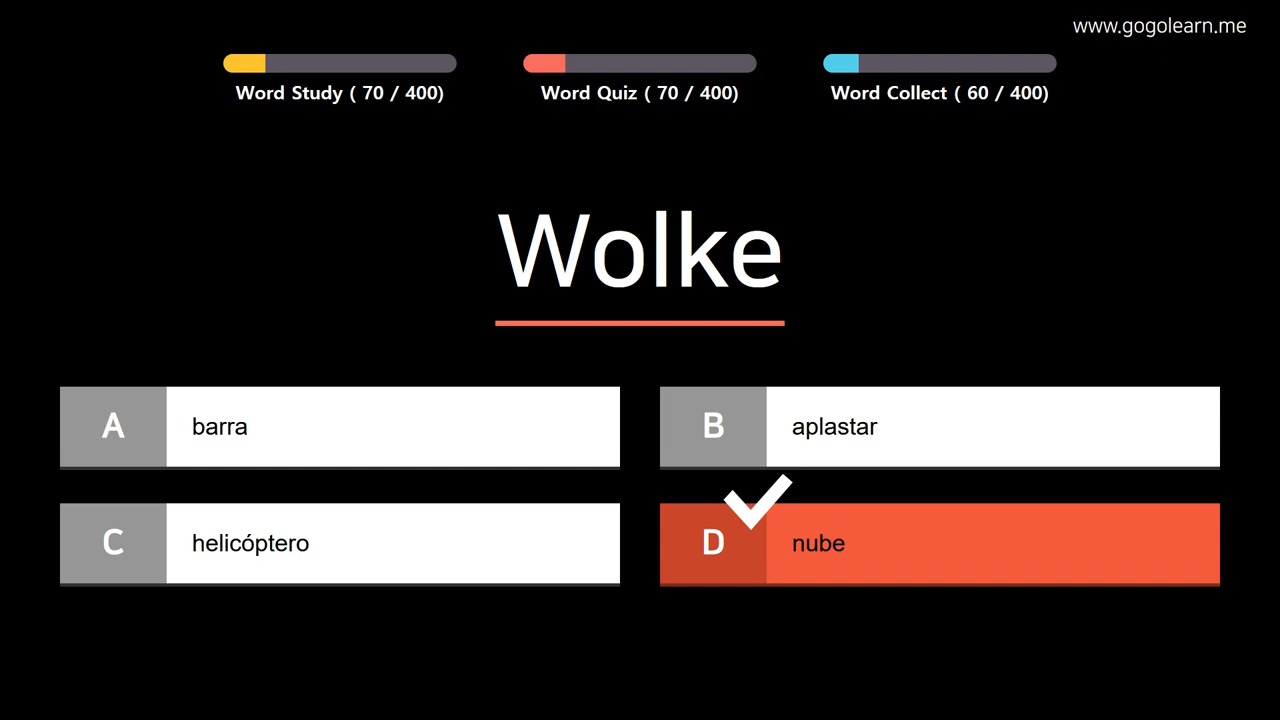 www.gogolearn.me
Word Study ( 70 / 400)
Word Quiz ( 70 / 400)
Word Collect ( 60 / 400)
Wolke
A
barra
B
aplastar
C
helicóptero
D
nube